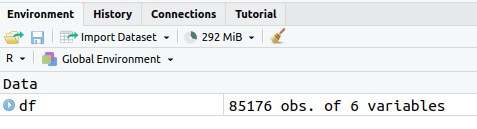 Environment History Connections Tutorial
Import Dataset 292 MiB
R Global Environment
Data
df 85176 obs. of 6 variables